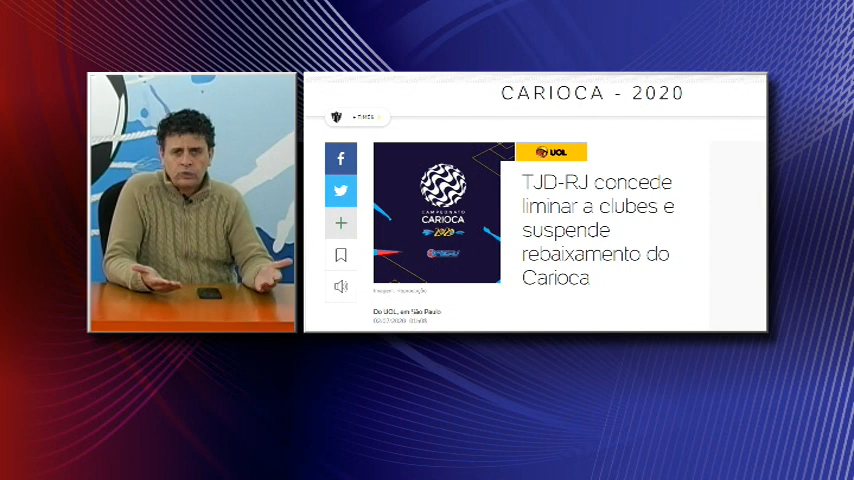 CARIOCA - 2020
+ TIMES
UOL
CAMPEONATO
CARIOCA
2020
TJD-RJ concede
liminar a clubes e
suspende
rebaixamento do
Carioca
Do UOL, em São Paulo